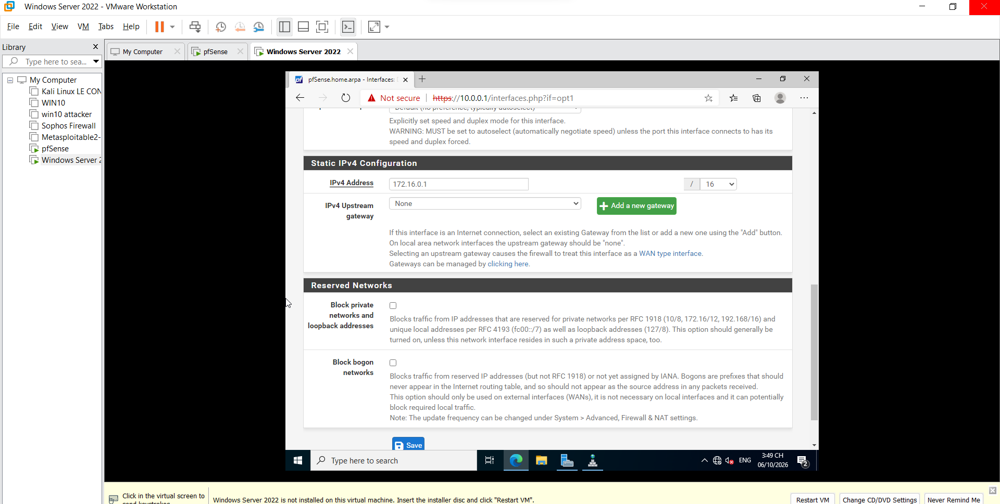 Windows Server 2022 - VMware Workstation
File Edit View VM Tabs Help
Library
Type here to sea...
My Computer
Kali Linux LE CON
WIN10
win10 attacker
Sophos Firewall
Metasploitable2-
pfSense
Windows Server 2
My Computer
pfSense
Windows Server 2022
pfSense.home.arpa - Interfaces:
Not secure https://10.0.0.1/interfaces.php?if=opt1
Default (no preference, typically autoselect)
Explicitly set speed and duplex mode for this interface.
WARNING: MUST be set to autoselect (automatically negotiate speed) unless the port this interface connects to has its
speed and duplex forced.
Static IPv4 Configuration
IPv4 Address
172.16.0.1
/ 16
IPv4 Upstream
gateway
None
Add a new gateway
If this interface is an Internet connection, select an existing Gateway from the list or add a new one using the "Add" button.
On local area network interfaces the upstream gateway should be "none".
Selecting an upstream gateway causes the firewall to treat this interface as a WAN type interface.
Gateways can be managed by clicking here.
Reserved Networks
Block private
networks and
loopback addresses
Blocks traffic from IP addresses that are reserved for private networks per RFC 1918 (10/8, 172.16/12, 192.168/16) and
unique local addresses per RFC 4193 (fc00::/7) as well as loopback addresses (127/8). This option should generally be
turned on, unless this network interface resides in such a private address space, too.
Block bogon
networks
Blocks traffic from reserved IP addresses (but not RFC 1918) or not yet assigned by IANA. Bogons are prefixes that should
never appear in the Internet routing table, and so should not appear as the source address in any packets received.
This option should only be used on external interfaces (WANs), it is not necessary on local interfaces and it can potentially
block required local traffic.
Note: The update frequency can be changed under System > Advanced, Firewall & NAT settings.
Save
Type here to search
ENG
3:49 CH
06/10/2026
2
Click in the virtual screen to
send keystrokes
Windows Server 2022 is not installed on this virtual machine. Insert the installer disc and click "Restart VM".
Restart VM
Change CD/DVD Settings
Never Remind Me